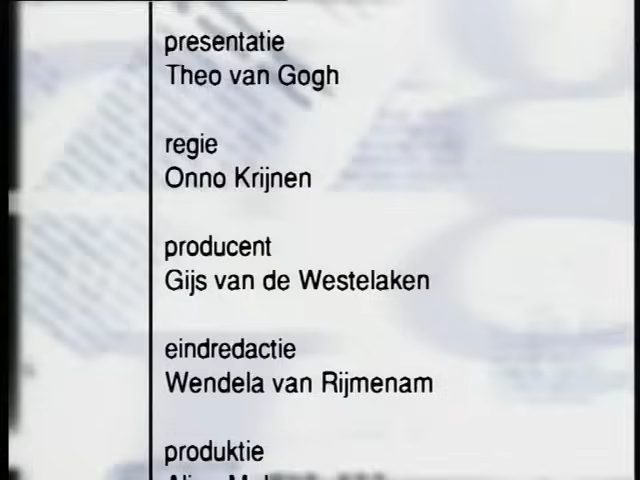 presentatie
Theo van Gogh
regie
Onno Krijnen
producent
Gijs van de Westelaken
eindredactie
Wendela van Rijmenam
produktie